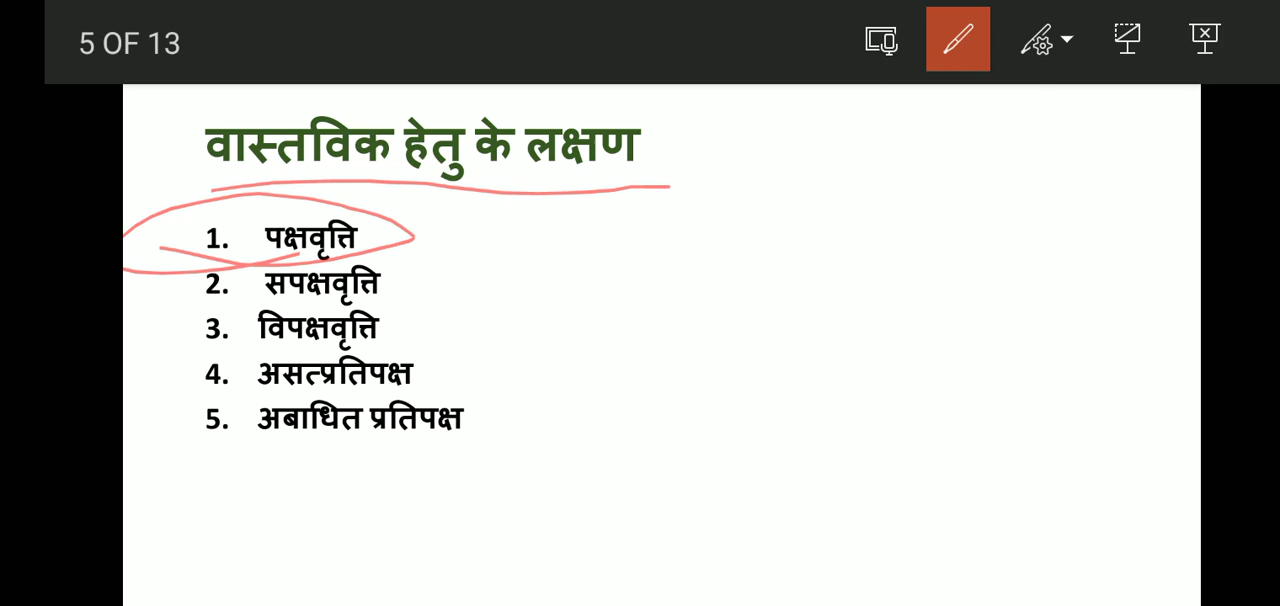 5 OF 13
वास्तविक हेतु के लक्षण
1. पक्षवृत्ति
2. सपक्षवृत्ति
3. विपक्षवृत्ति
4. असत्प्रतिपक्ष
5. अबाधित प्रतिपक्ष